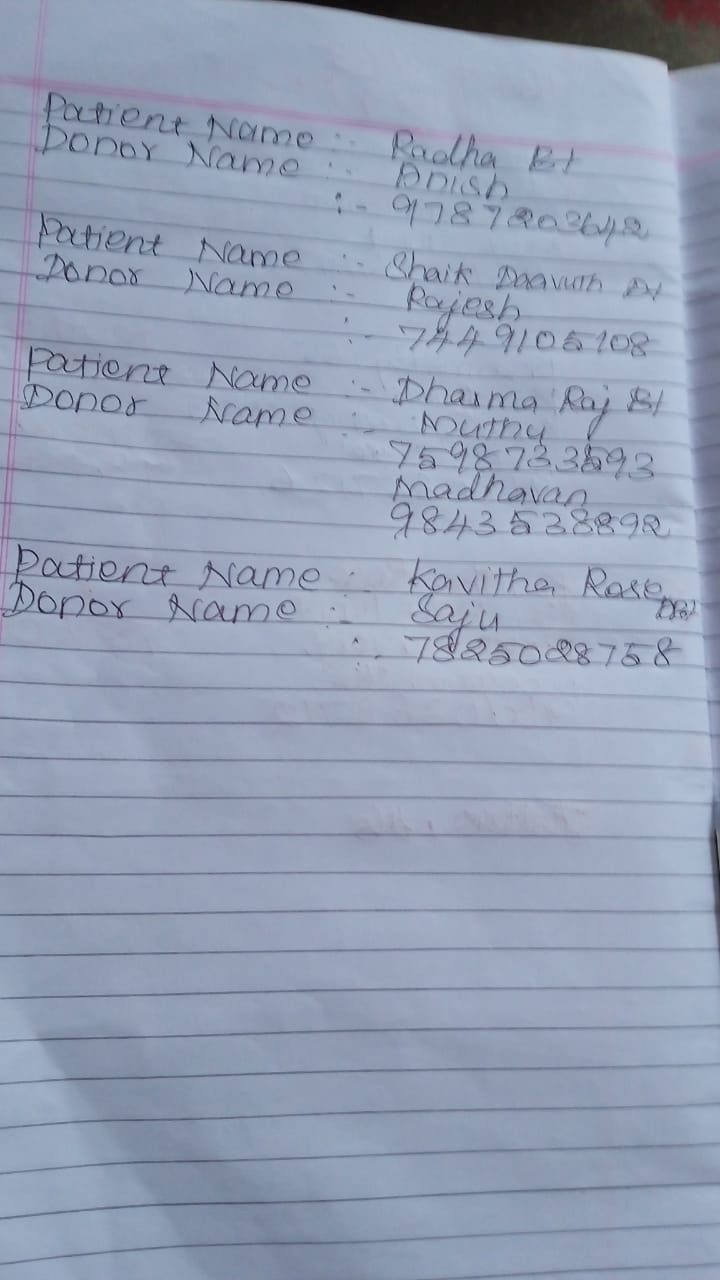 Patient Name :- Radha B+
Donor Name :- Anish
:- 9787203642
Patient Name :- Shaik Daavuth A+
Donor Name :- Rajesh
:- 7449105108
Patient Name :- Dharma Raj B+
Donor Name :- Muthu
7598733593
Madhavan
9843538892
Patient Name : Kavitha Rose
Donor Name :- Saju
:- 7825028758